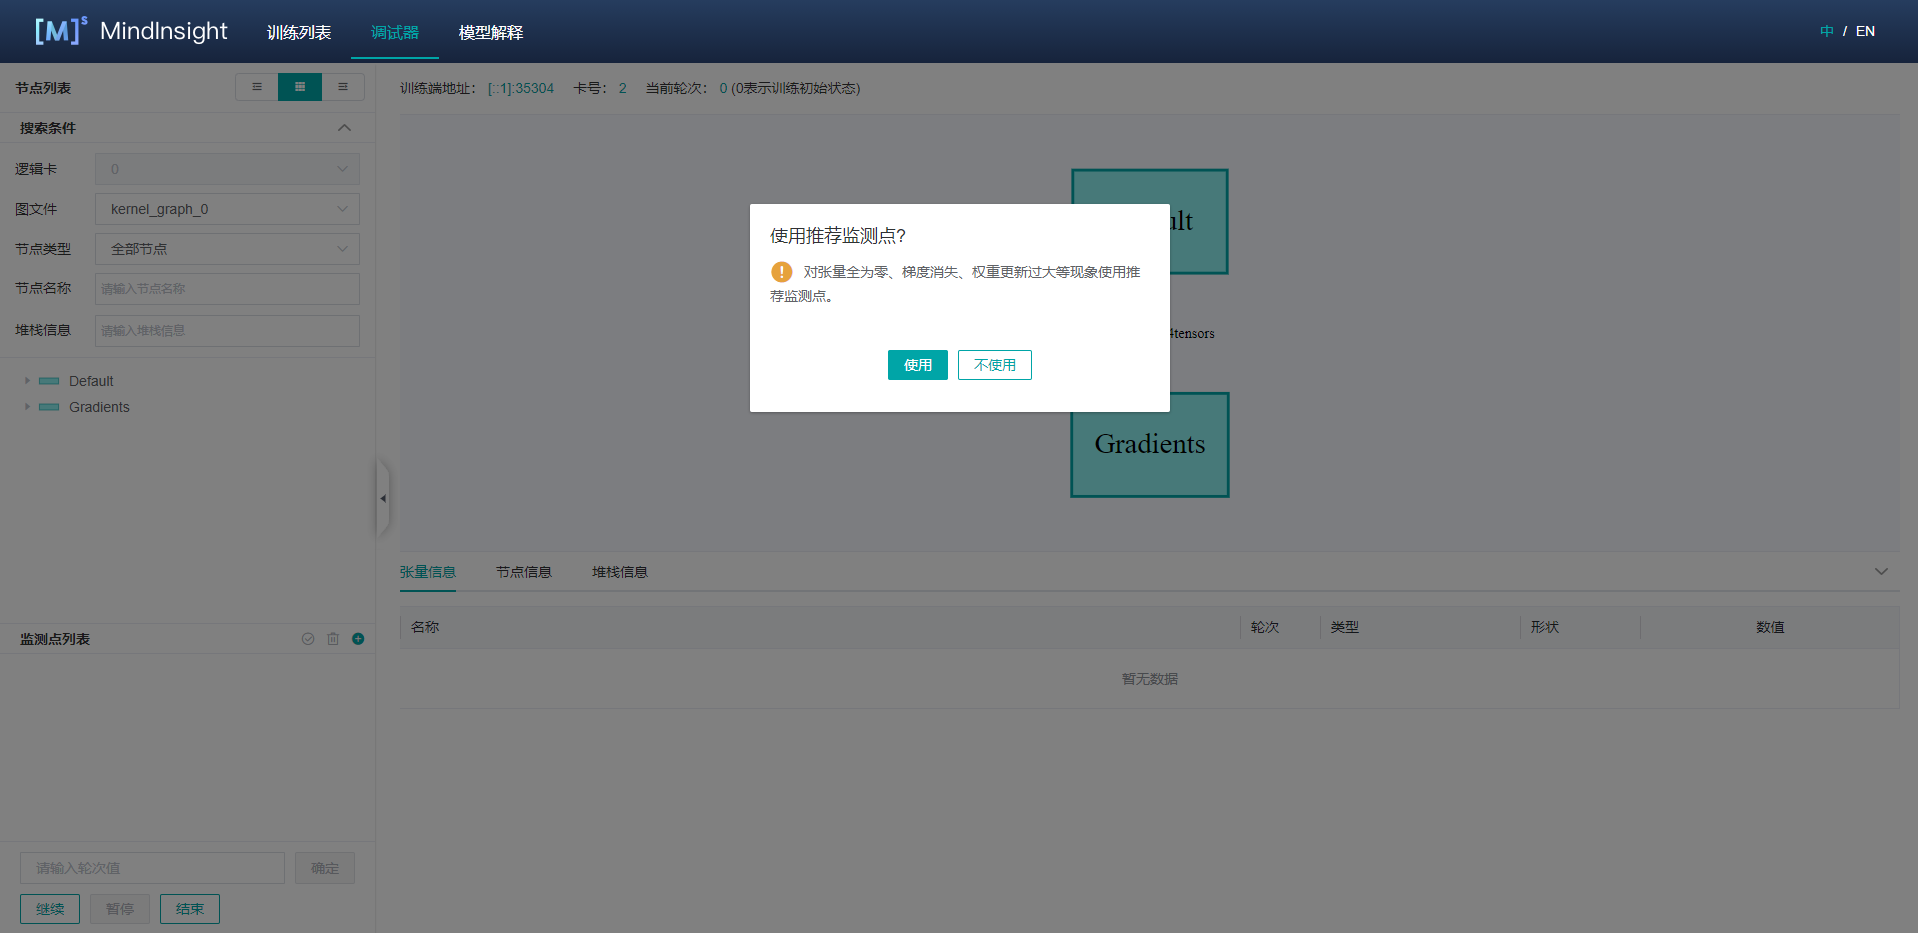 [M]s MindInsight 训练列表 调试器 模型解释 中 / EN
节点列表
搜索条件
逻辑卡 0
图文件 kernel_graph_0
节点类型 全部节点
节点名称 请输入节点名称
堆栈信息 请输入堆栈信息
Default
Gradients
监测点列表
请输入轮次值 确定
继续 暂停 结束
训练端地址： [::1]:35304 卡号： 2 当前轮次： 0 (0表示训练初始状态)
ult
使用推荐监测点?
! 对张量全为零、梯度消失、权重更新过大等现象使用推
荐监测点。
使用 不使用
4tensors
Gradients
张量信息 节点信息 堆栈信息
名称 轮次 类型 形状 数值
暂无数据